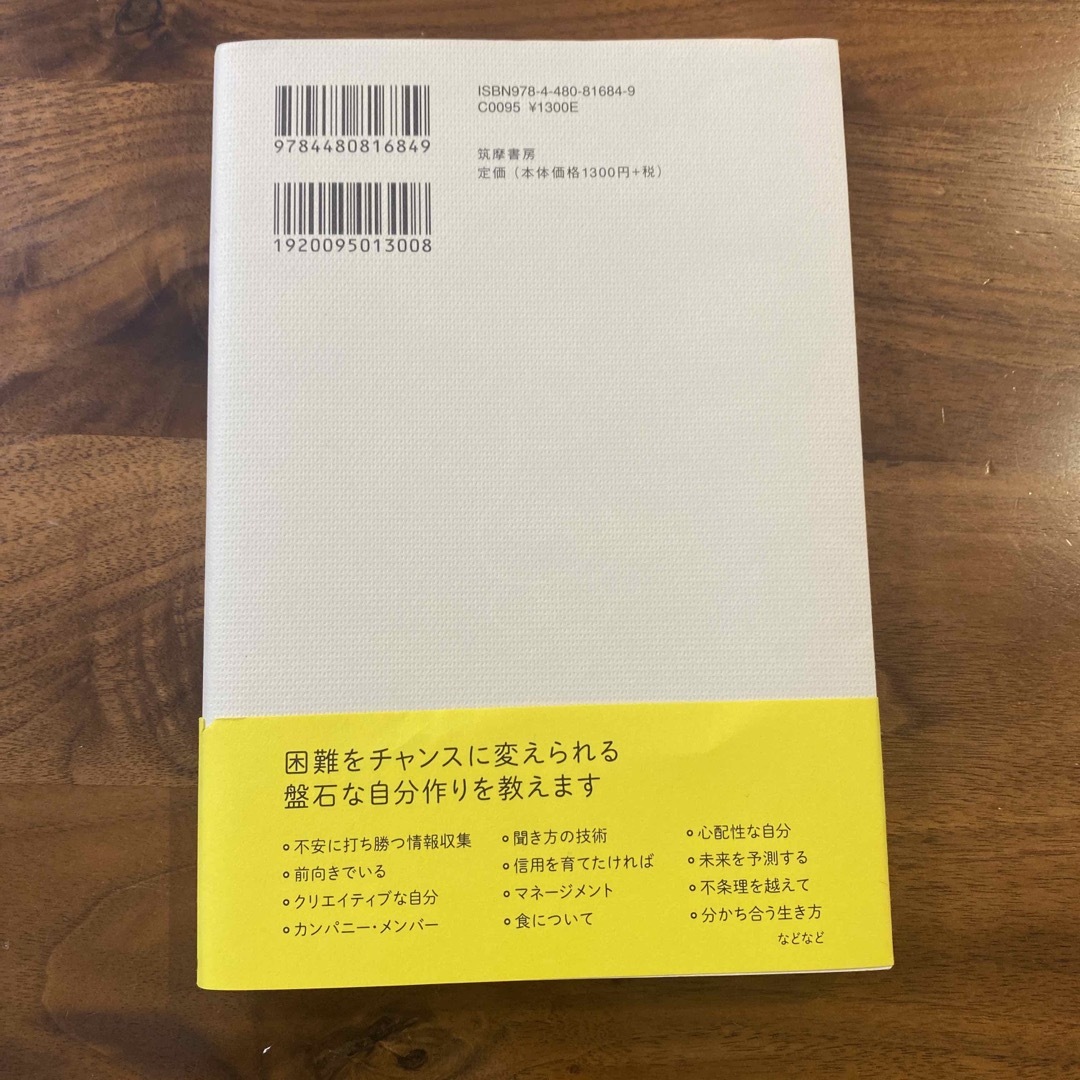 ISBN978-4-480-81684-9
C0095 ¥1300E
9784480816849
筑摩書房
定価(本体価格1300円+税)
1920095013008
困難をチャンスに変えられる
盤石な自分作りを教えます
不安に打ち勝つ情報収集
前向きでいる
クリエイティブな自分
カンパニー・メンバー
聞き方の技術
信用を育てたければ
マネージメント
食について
心配性な自分
未来を予測する
不条理を越えて
分かち合う生き方
などなど